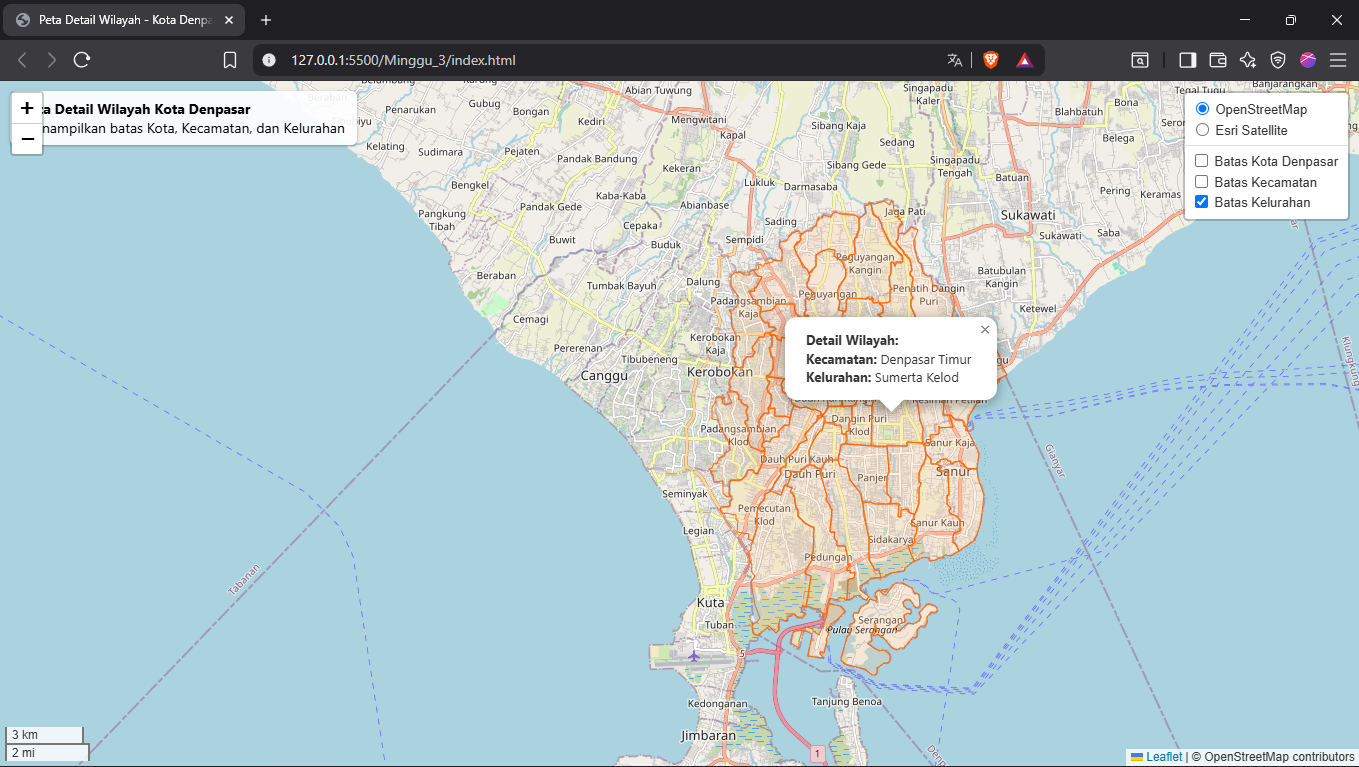 Peta Detail Wilayah - Kota Denpa
127.0.0.1:5500/Minggu_3/index.html
+
−
a Detail Wilayah Kota Denpasar
nampilkan batas Kota, Kecamatan, dan Kelurahan
OpenStreetMap
Esri Satellite
Batas Kota Denpasar
Batas Kecamatan
Batas Kelurahan
Beraban
Penarukan
Gubug
Bongan
Kediri
Abian Tuwung
Mengwitani
Kapal
Singapadu
Kaler
Sibang Kaja
Sedang
Tegal Tugu
Bona
Blahbatuh
Belega
Banjarangkan
Kelating
Sudimara
Pejaten
Pandak Bandung
Kekeran
Sibang Gede
Singapadu
Tengah
Batuan
Pering
Keramas
Bengkel
Kaba-Kaba
Lukluk
Darmasaba
Pangkung
Tibah
Pandak Gede
Abianbase
Cepaka
Sading
Jaga Pati
Sukawati
Sukawati
Saba
Buwit
Buduk
Sempidi
Beraban
Tumbak Bayuh
Dalung
Peguyangan
Kangin
Batubulan
Kangin
Peguyangan
Penatih Dangin
Puri
Padangsambian
Kaja
Ketewel
Cemagi
Pererenan
Tibubeneng
Kerobokan
Kaja
Canggu
Kerobokan
Detail Wilayah:
Kecamatan: Denpasar Timur
Kelurahan: Sumerta Kelod
×
Kesiman Petilan
Dangin Puri
Klod
Padangsambian
Klod
Sanur Kaja
Dauh Puri Kauh
Dauh Puri
Panjer
Sanur
Seminyak
Pemecutan
Klod
Sanur Kauh
Legian
Sidakarya
Pedungan
Kuta
Tuban
Serangan
Pulau Serangan
5
Kedonganan
Tanjung Benoa
Jimbaran
1
Tabanan
Gianyar
Klungkung
3 km
2 mi
Leaflet | © OpenStreetMap contributors